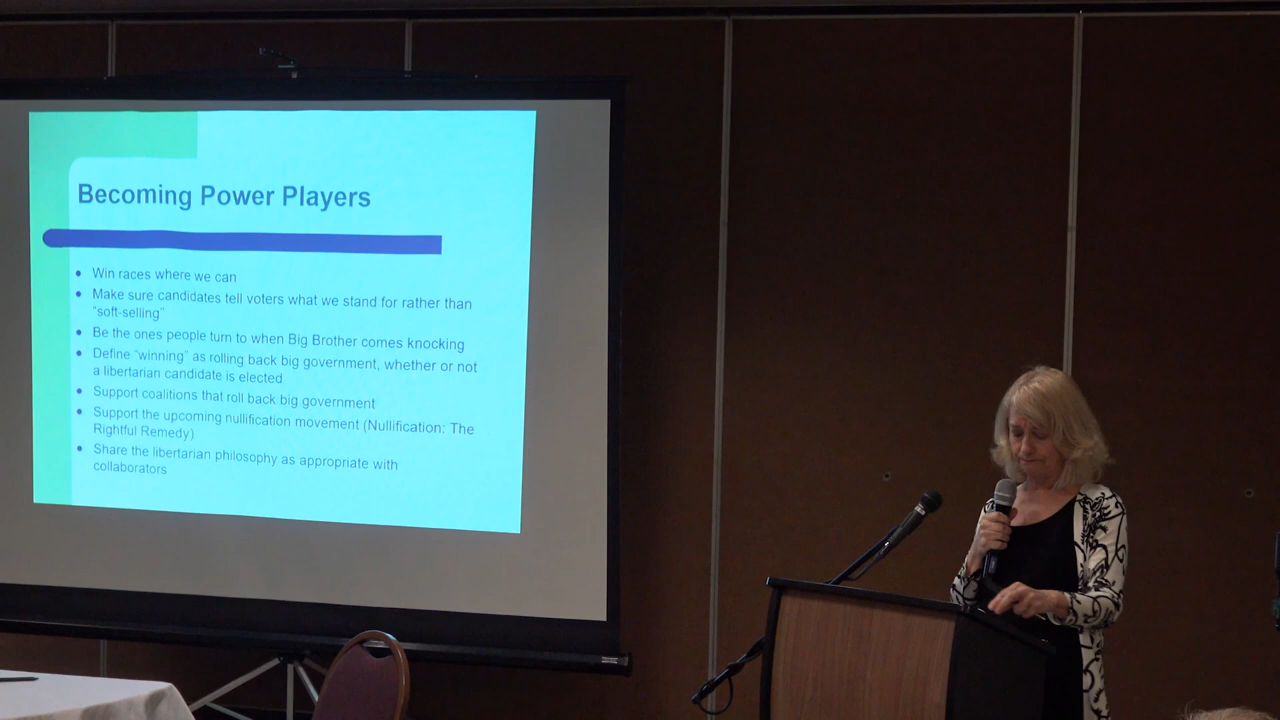 Becoming Power Players
Win races where we can
Make sure candidates tell voters what we stand for rather than
"soft-selling"
Be the ones people turn to when Big Brother comes knocking
Define "winning" as rolling back big government, whether or not
a libertarian candidate is elected
Support coalitions that roll back big government
Support the upcoming nullification movement (Nullification: The
Rightful Remedy)
Share the libertarian philosophy as appropriate with
collaborators